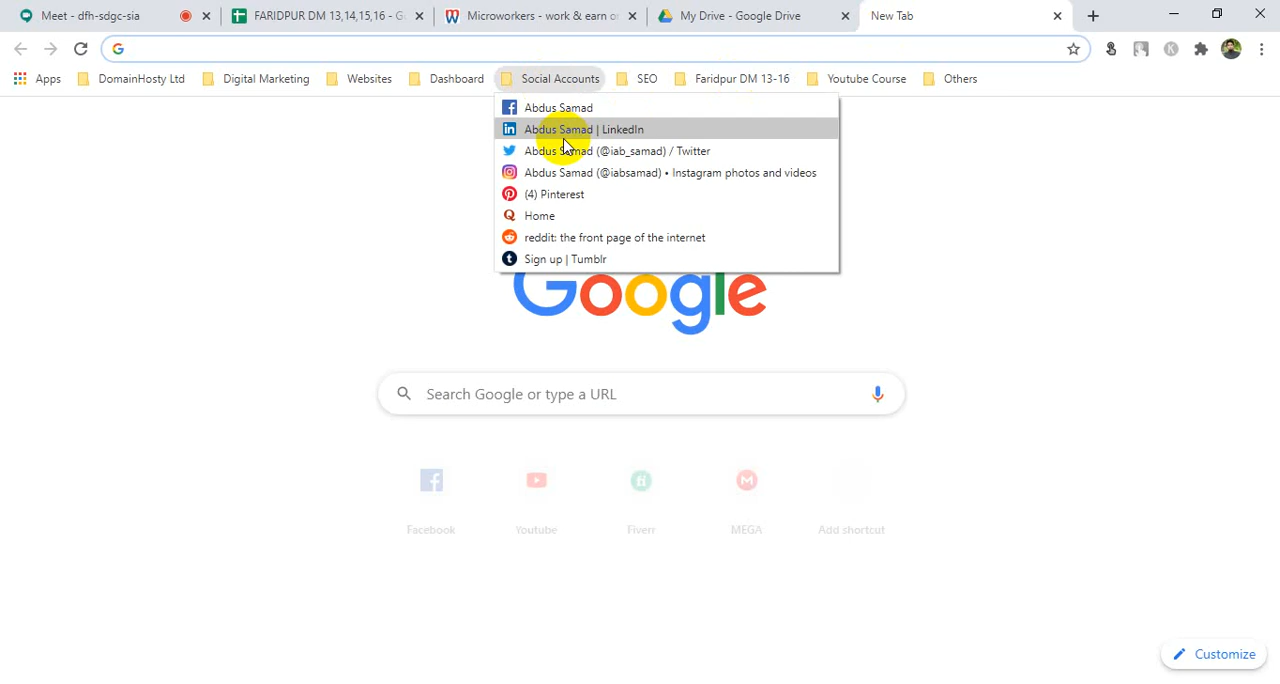 Meet - dfh-sdgc-sia
FARIDPUR DM 13,14,15,16 - G
Microworkers - work & earn or
My Drive - Google Drive
New Tab
Apps
DomainHosty Ltd
Digital Marketing
Websites
Dashboard
Social Accounts
SEO
Faridpur DM 13-16
Youtube Course
Others
Abdus Samad
Abdus Samad | LinkedIn
Abdus Samad (@iab_samad) / Twitter
Abdus Samad (@iabsamad) • Instagram photos and videos
(4) Pinterest
Home
reddit: the front page of the internet
Sign up | Tumblr
Google
Search Google or type a URL
Facebook
Youtube
Fiverr
MEGA
Add shortcut
Customize